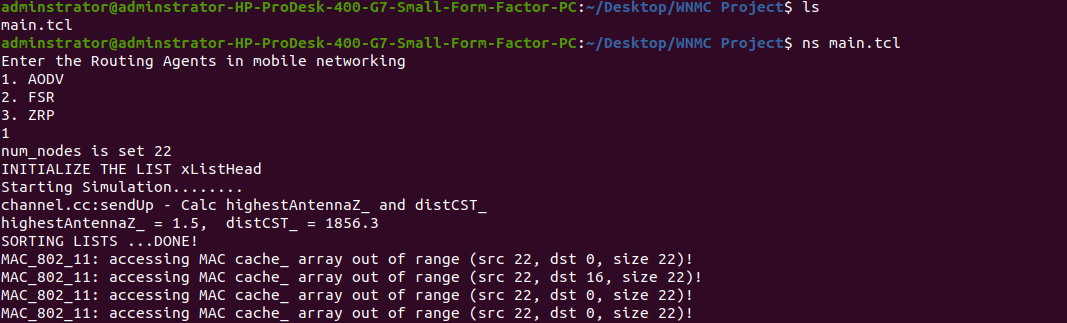 adminstrator@adminstrator-HP-ProDesk-400-G7-Small-Form-Factor-PC:~/Desktop/WNMC Project$ ls
main.tcl
adminstrator@adminstrator-HP-ProDesk-400-G7-Small-Form-Factor-PC:~/Desktop/WNMC Project$ ns main.tcl
Enter the Routing Agents in mobile networking
1. AODV
2. FSR
3. ZRP
1
num_nodes is set 22
INITIALIZE THE LIST xListHead
Starting Simulation........
channel.cc:sendUp - Calc highestAntennaZ_ and distCST_
highestAntennaZ_ = 1.5,  distCST_ = 1856.3
SORTING LISTS ...DONE!
MAC_802_11: accessing MAC cache_ array out of range (src 22, dst 0, size 22)!
MAC_802_11: accessing MAC cache_ array out of range (src 22, dst 16, size 22)!
MAC_802_11: accessing MAC cache_ array out of range (src 22, dst 0, size 22)!
MAC_802_11: accessing MAC cache_ array out of range (src 22, dst 0, size 22)!